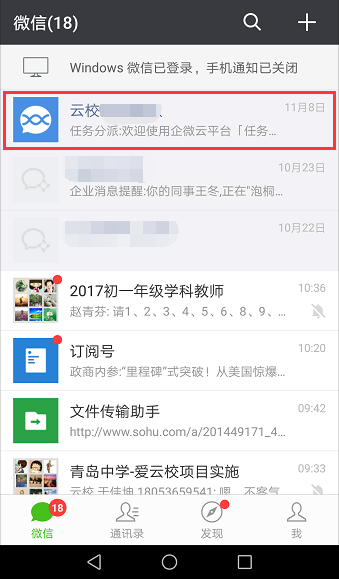 微信(18)
Windows 微信已登录，手机通知已关闭
云校
11月8日
任务分派:欢迎使用企微云平台「任务...
10月23日
企业消息提醒:你的同事王冬,正在"泡桐...
10月22日
2017初一年级学科教师
10:36
赵青芬: 请1、2、3、4、5、6、8、9、...
订阅号
10:20
政商内参:“里程碑”式突破！从美国惊爆...
文件传输助手
09:42
http://www.sohu.com/a/201449171_4...
青岛中学-爱云校项目实施
09:33
云校 于佳坤 18053659541: 嗯，不客气
微信
18
通讯录
发现
我